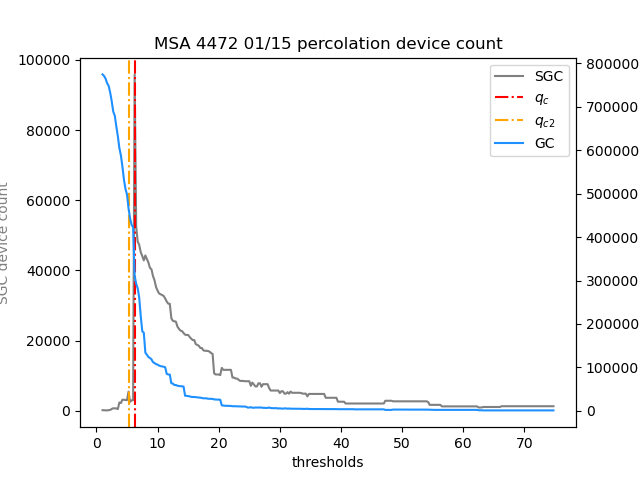 MSA 4472 01/15 percolation device count
100000
80000
60000
40000
20000
0
SGC device count
800000
700000
600000
500000
400000
300000
200000
100000
0
SGC
qc
qc2
GC
0 10 20 30 40 50 60 70
thresholds